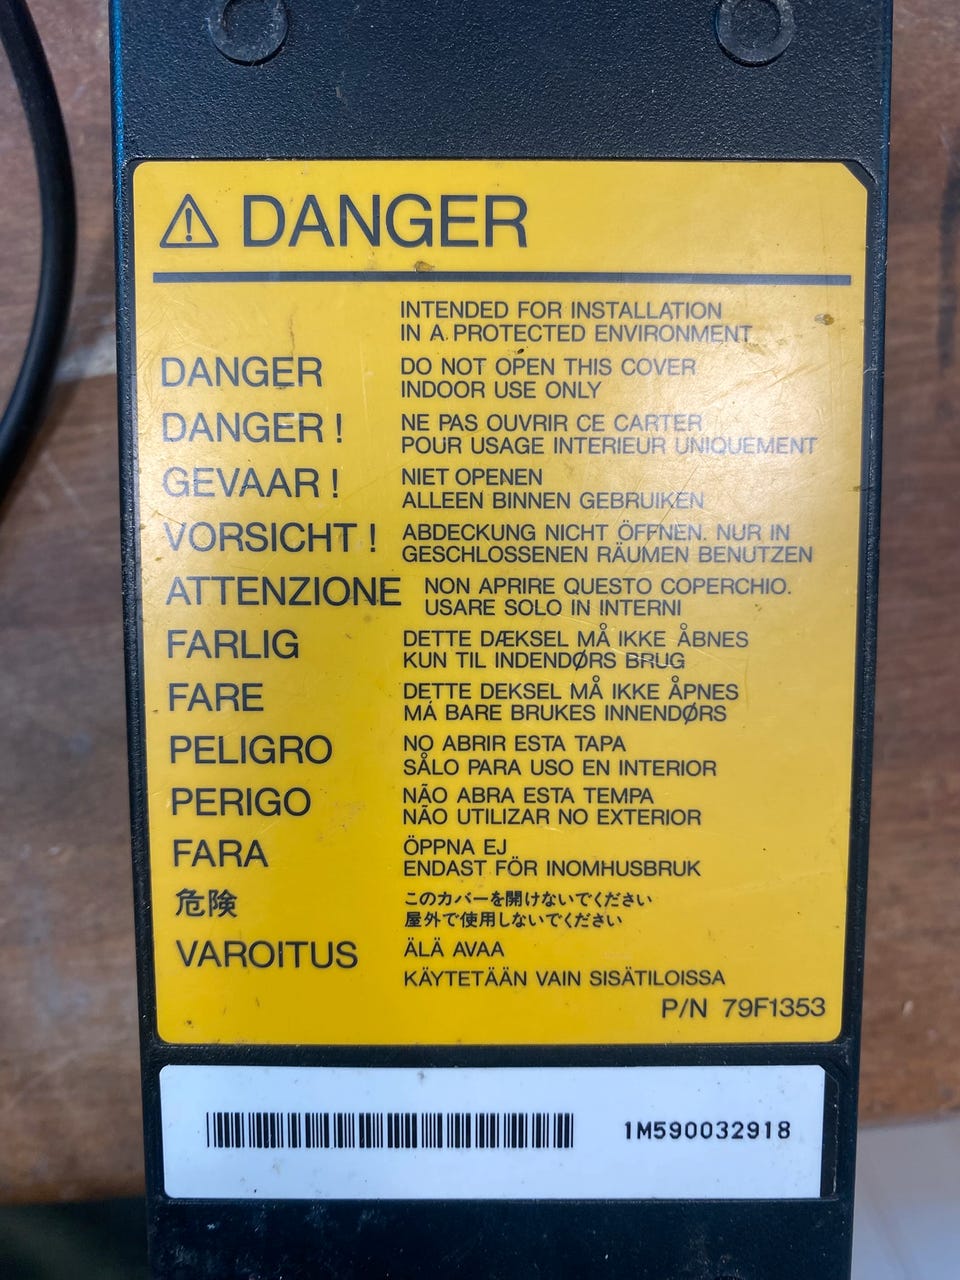 ⚠ DANGER
INTENDED FOR INSTALLATION
IN A PROTECTED ENVIRONMENT
DANGER DO NOT OPEN THIS COVER
INDOOR USE ONLY
DANGER ! NE PAS OUVRIR CE CARTER
POUR USAGE INTERIEUR UNIQUEMENT
GEVAAR ! NIET OPENEN
ALLEEN BINNEN GEBRUIKEN
VORSICHT ! ABDECKUNG NICHT ÖFFNEN. NUR IN
GESCHLOSSENEN RÄUMEN BENUTZEN
ATTENZIONE NON APRIRE QUESTO COPERCHIO.
USARE SOLO IN INTERNI
FARLIG DETTE DÆKSEL MÅ IKKE ÅBNES
KUN TIL INDENDØRS BRUG
FARE DETTE DEKSEL MÅ IKKE ÅPNES
MÁ BARE BRUKES INNENDØRS
PELIGRO NO ABRIR ESTA TAPA
SÅLO PARA USO EN INTERIOR
PERIGO NÃO ABRA ESTA TEMPA
NÃO UTILIZAR NO EXTERIOR
FARA ÖPPNA EJ
ENDAST FÖR INOMHUSBRUK
危険 このカバーを開けないでください
屋外で使用しないでください
VAROITUS ÄLÄ AVAA
KÄYTETÄÄN VAIN SISÄTILOISSA
P/N 79F1353
1M590032918